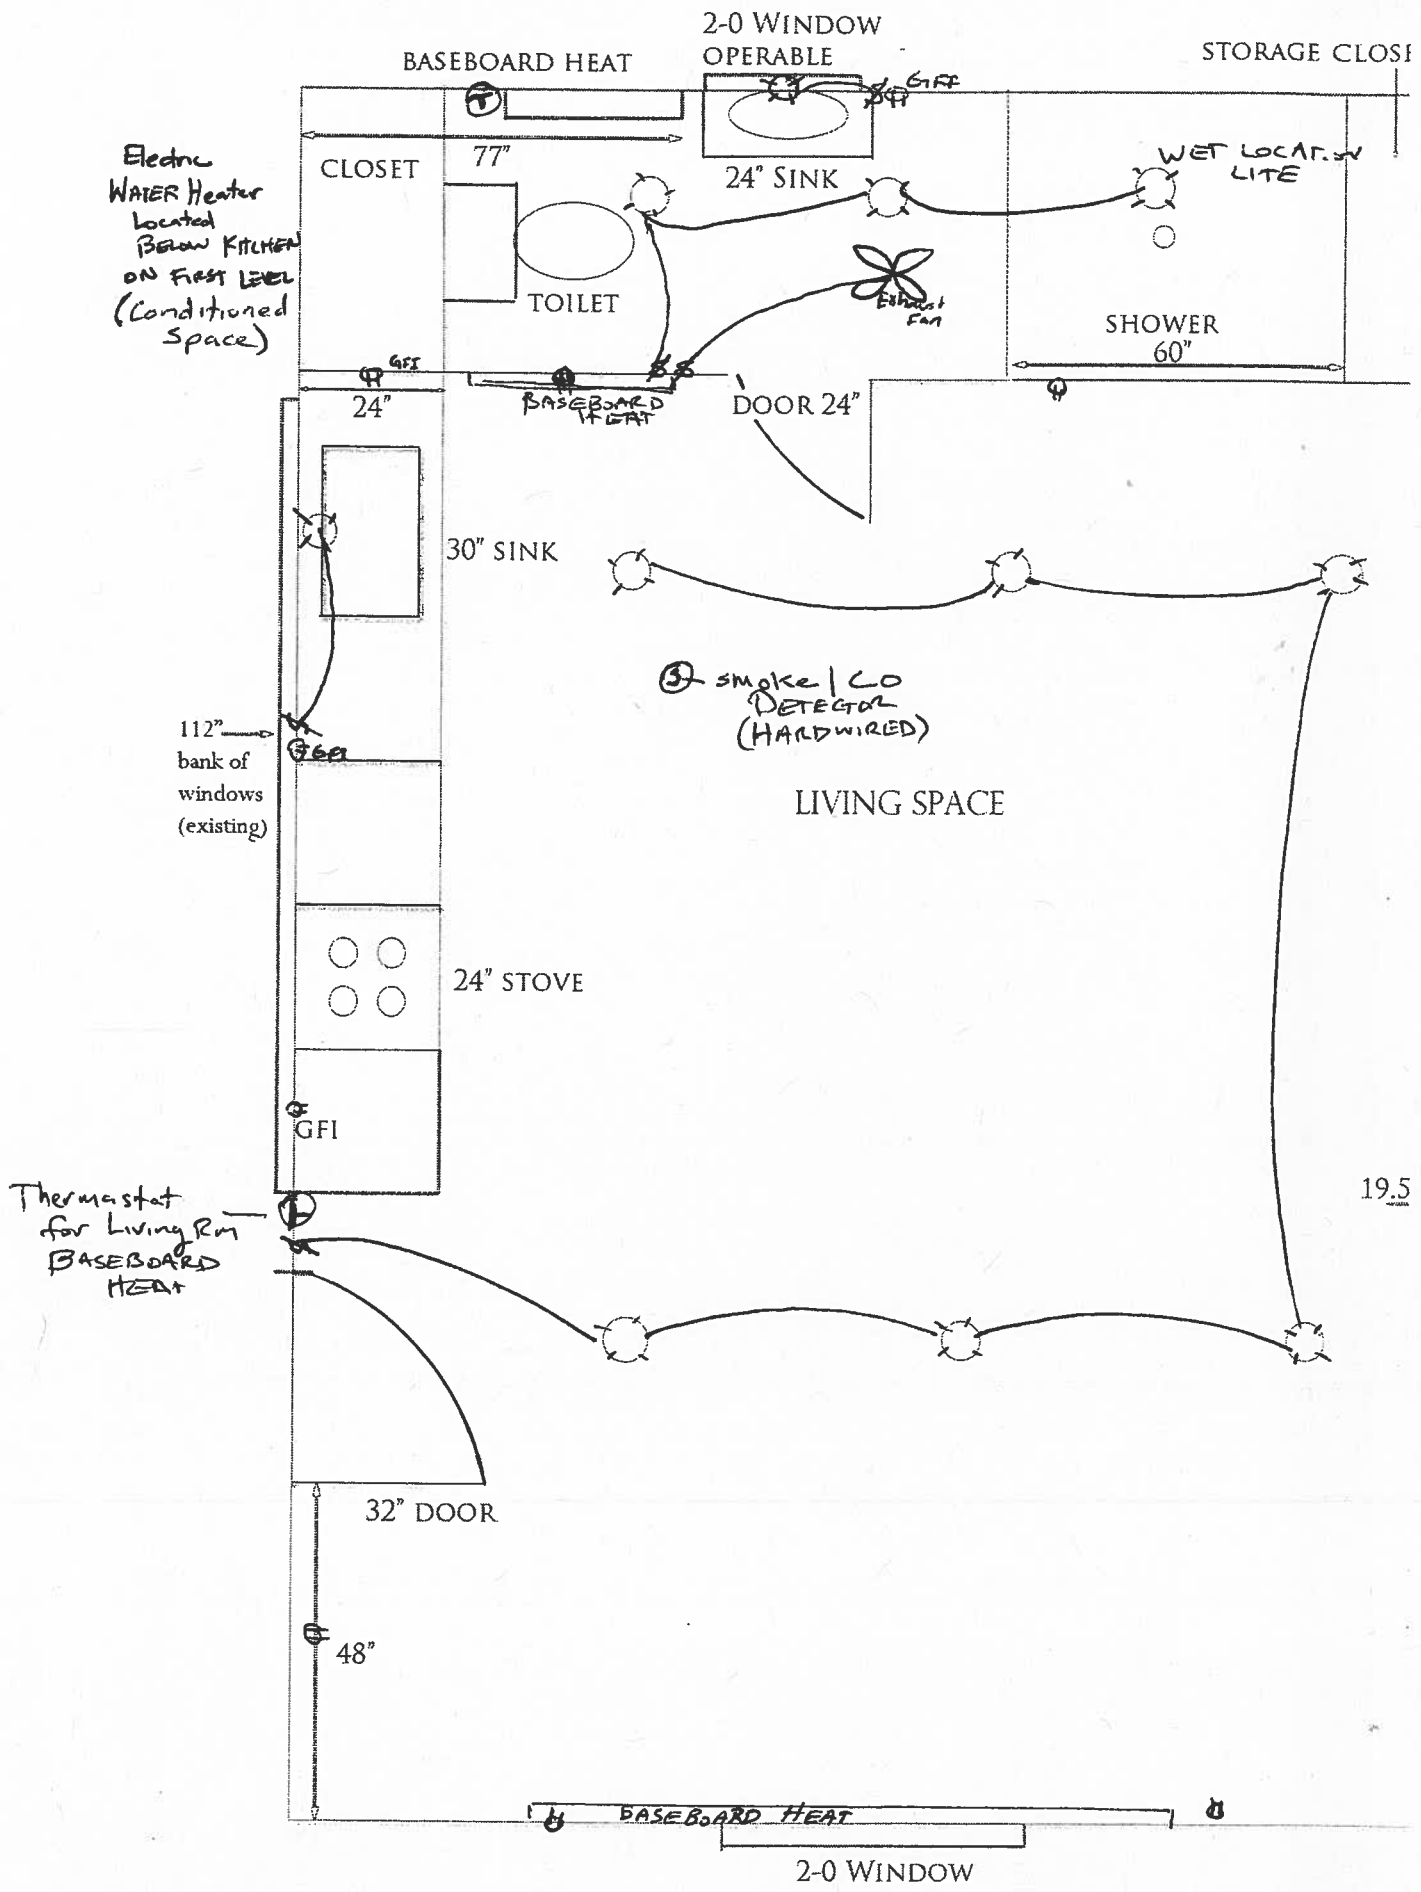 2-0 WINDOW
OPERABLE
BASEBOARD HEAT
STORAGE CLOSE
GFI
T
77"
CLOSET
24" SINK
WET LOCATION
LITE
Electric
WATER Heater
Located
BELOW KITCHEN
ON FIRST LEVEL
(Conditioned
Space)
TOILET
Exhaust
Fan
SHOWER
60"
GFI
24"
BASEBOARD
HEAT
DOOR 24"
30" SINK
S smoke/CO
DETECTOR
(HARDWIRED)
112"
bank of
windows
(existing)
GFI
LIVING SPACE
24" STOVE
GFI
Thermastat
for Living Rm
BASEBOARD
HEAT
19.5
32" DOOR
48"
BASEBOARD HEAT
2-0 WINDOW